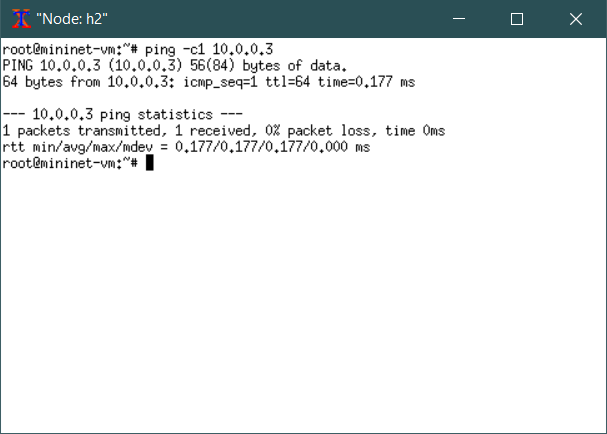 "Node: h2"
root@mininet-vm:~# ping -c1 10.0.0.3
PING 10.0.0.3 (10.0.0.3) 56(84) bytes of data.
64 bytes from 10.0.0.3: icmp_seq=1 ttl=64 time=0.177 ms

--- 10.0.0.3 ping statistics ---
1 packets transmitted, 1 received, 0% packet loss, time 0ms
rtt min/avg/max/mdev = 0.177/0.177/0.177/0.000 ms
root@mininet-vm:~#